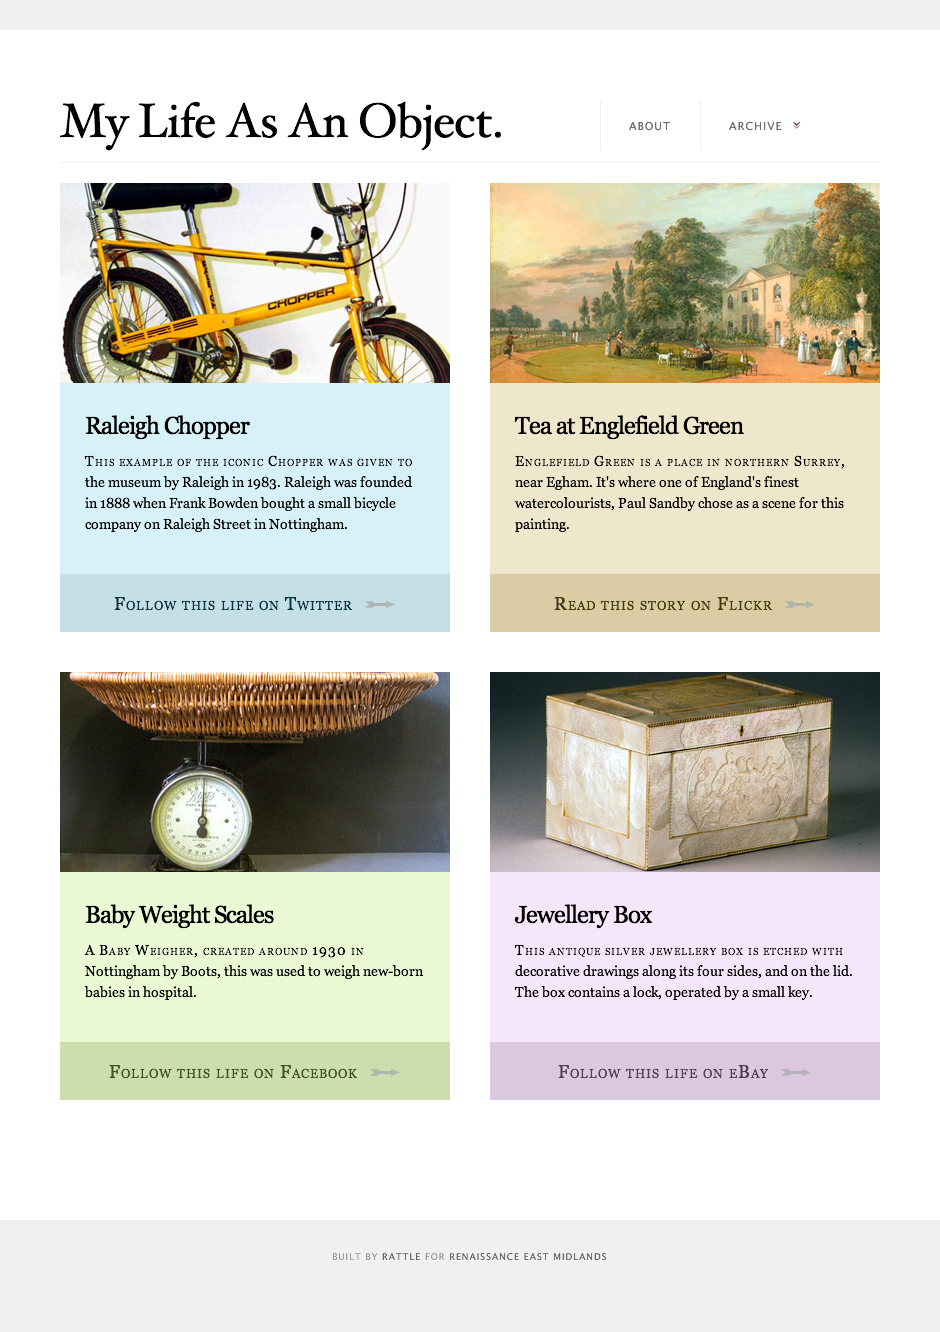 My Life As An Object.
ABOUT
ARCHIVE
CHOPPER
Raleigh Chopper
This example of the iconic Chopper was given to
the museum by Raleigh in 1983. Raleigh was founded
in 1888 when Frank Bowden bought a small bicycle
company on Raleigh Street in Nottingham.
Follow this life on Twitter
Tea at Englefield Green
Englefield Green is a place in northern Surrey,
near Egham. It's where one of England's finest
watercolourists, Paul Sandby chose as a scene for this
painting.
Read this story on Flickr
Baby Weight Scales
A Baby Weigher, created around 1930 in
Nottingham by Boots, this was used to weigh new-born
babies in hospital.
Follow this life on Facebook
Jewellery Box
This antique silver jewellery box is etched with
decorative drawings along its four sides, and on the lid.
The box contains a lock, operated by a small key.
Follow this life on eBay
BUILT BY RATTLE FOR RENAISSANCE EAST MIDLANDS